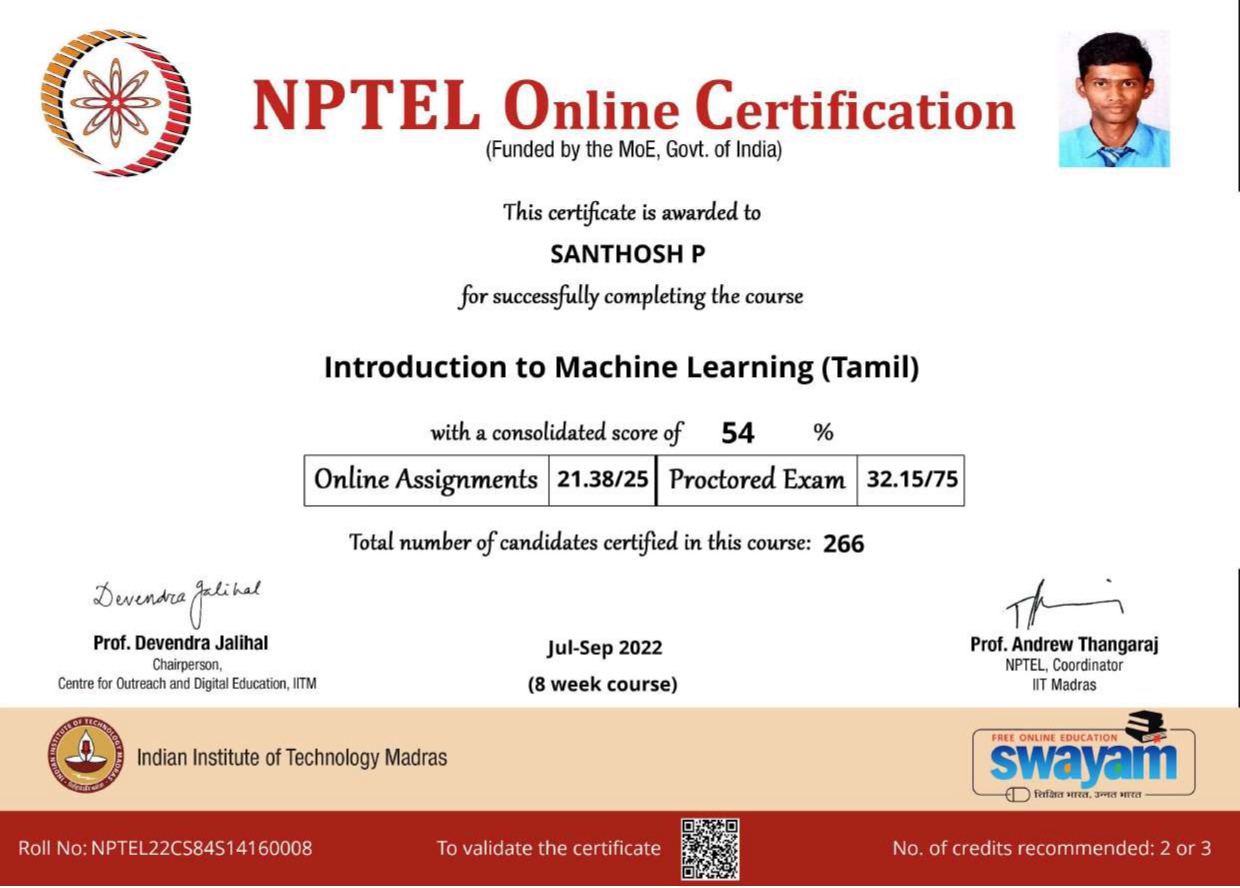 NPTEL Online Certification
(Funded by the MoE, Govt. of India)
This certificate is awarded to
SANTHOSH P
for successfully completing the course
Introduction to Machine Learning (Tamil)
with a consolidated score of 54 %
Online Assignments 21.38/25 Proctored Exam 32.15/75
Total number of candidates certified in this course: 266
Devendra Jalihal
Prof. Devendra Jalihal
Chairperson,
Centre for Outreach and Digital Education, IITM
Jul-Sep 2022
(8 week course)
Prof. Andrew Thangaraj
NPTEL, Coordinator
IIT Madras
INDIAN INSTITUTE OF TECHNOLOGY MADRAS
Indian Institute of Technology Madras
FREE ONLINE EDUCATION
swayam
शिक्षित भारत, उन्नत भारत
Roll No: NPTEL22CS84S14160008
To validate the certificate
No. of credits recommended: 2 or 3